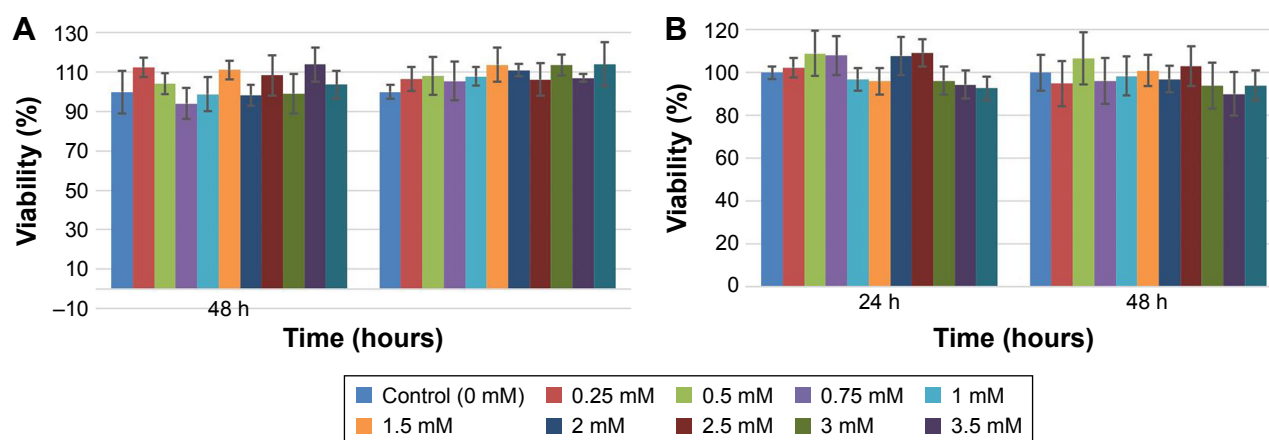 A
Viability (%)
130
110
90
70
50
30
10
–10
48 h
Time (hours)
B
Viability (%)
120
100
80
60
40
20
0
24 h
48 h
Time (hours)
Control (0 mM) 0.25 mM 0.5 mM 0.75 mM 1 mM
1.5 mM 2 mM 2.5 mM 3 mM 3.5 mM